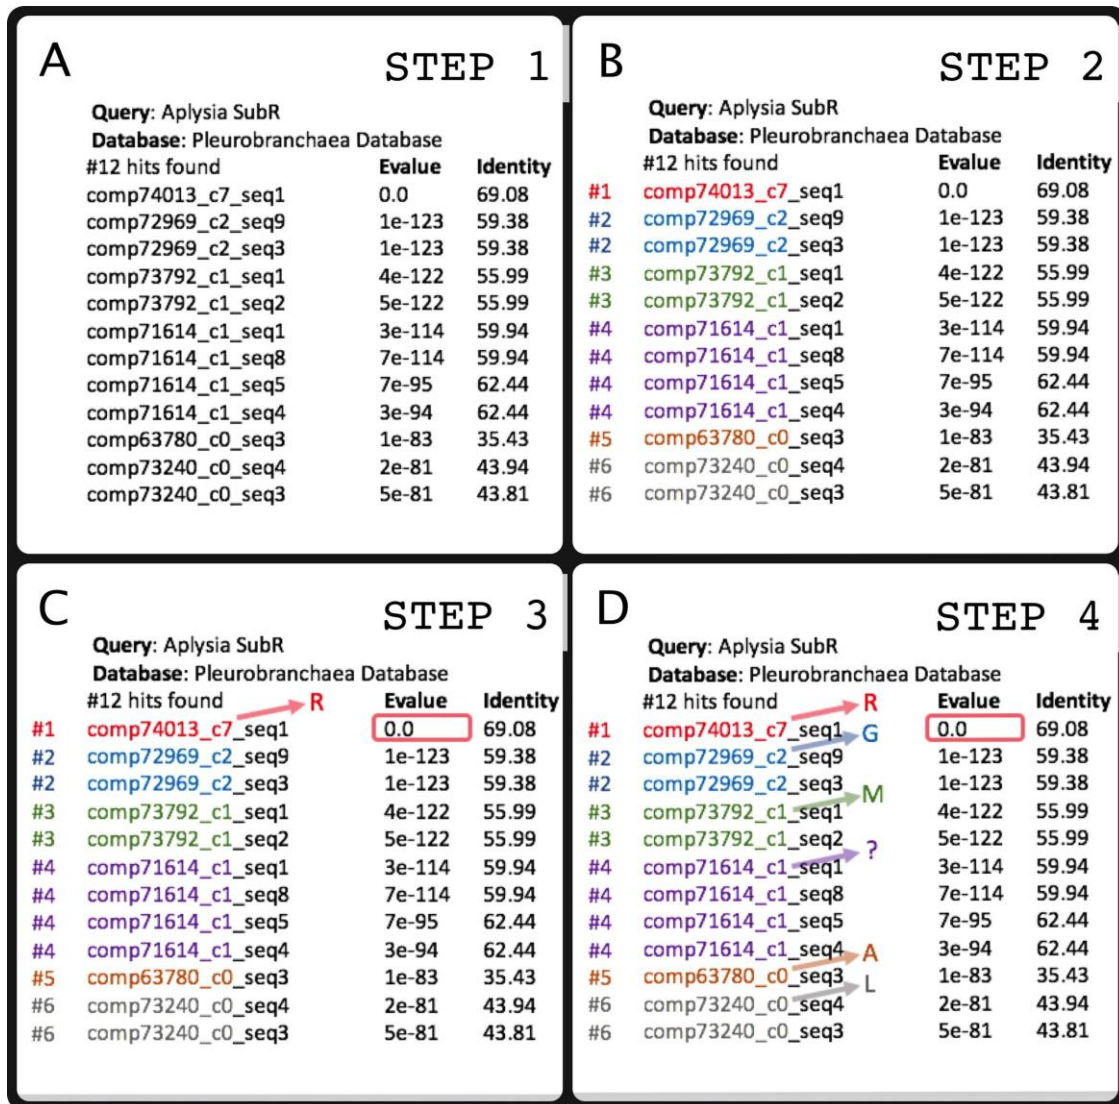 A STEP 1
Query: Aplysia SubR
Database: Pleurobranchaea Database
#12 hits found Evalue Identity
comp74013_c7_seq1 0.0 69.08
comp72969_c2_seq9 1e-123 59.38
comp72969_c2_seq3 1e-123 59.38
comp73792_c1_seq1 4e-122 55.99
comp73792_c1_seq2 5e-122 55.99
comp71614_c1_seq1 3e-114 59.94
comp71614_c1_seq8 7e-114 59.94
comp71614_c1_seq5 7e-95 62.44
comp71614_c1_seq4 3e-94 62.44
comp63780_c0_seq3 1e-83 35.43
comp73240_c0_seq4 2e-81 43.94
comp73240_c0_seq3 5e-81 43.81
B STEP 2
Query: Aplysia SubR
Database: Pleurobranchaea Database
#12 hits found Evalue Identity
#1 comp74013_c7_seq1 0.0 69.08
#2 comp72969_c2_seq9 1e-123 59.38
#2 comp72969_c2_seq3 1e-123 59.38
#3 comp73792_c1_seq1 4e-122 55.99
#3 comp73792_c1_seq2 5e-122 55.99
#4 comp71614_c1_seq1 3e-114 59.94
#4 comp71614_c1_seq8 7e-114 59.94
#4 comp71614_c1_seq5 7e-95 62.44
#4 comp71614_c1_seq4 3e-94 62.44
#5 comp63780_c0_seq3 1e-83 35.43
#6 comp73240_c0_seq4 2e-81 43.94
#6 comp73240_c0_seq3 5e-81 43.81
C STEP 3
Query: Aplysia SubR
Database: Pleurobranchaea Database
#12 hits found R Evalue Identity
#1 comp74013_c7_seq1 0.0 69.08
#2 comp72969_c2_seq9 1e-123 59.38
#2 comp72969_c2_seq3 1e-123 59.38
#3 comp73792_c1_seq1 4e-122 55.99
#3 comp73792_c1_seq2 5e-122 55.99
#4 comp71614_c1_seq1 3e-114 59.94
#4 comp71614_c1_seq8 7e-114 59.94
#4 comp71614_c1_seq5 7e-95 62.44
#4 comp71614_c1_seq4 3e-94 62.44
#5 comp63780_c0_seq3 1e-83 35.43
#6 comp73240_c0_seq4 2e-81 43.94
#6 comp73240_c0_seq3 5e-81 43.81
D STEP 4
Query: Aplysia SubR
Database: Pleurobranchaea Database
#12 hits found R Evalue Identity
#1 comp74013_c7_seq1 G 0.0 69.08
#2 comp72969_c2_seq9 1e-123 59.38
#2 comp72969_c2_seq3 M 1e-123 59.38
#3 comp73792_c1_seq1 4e-122 55.99
#3 comp73792_c1_seq2 ? 5e-122 55.99
#4 comp71614_c1_seq1 3e-114 59.94
#4 comp71614_c1_seq8 7e-114 59.94
#4 comp71614_c1_seq5 7e-95 62.44
#4 comp71614_c1_seq4 A 3e-94 62.44
#5 comp63780_c0_seq3 L 1e-83 35.43
#6 comp73240_c0_seq4 2e-81 43.94
#6 comp73240_c0_seq3 5e-81 43.81